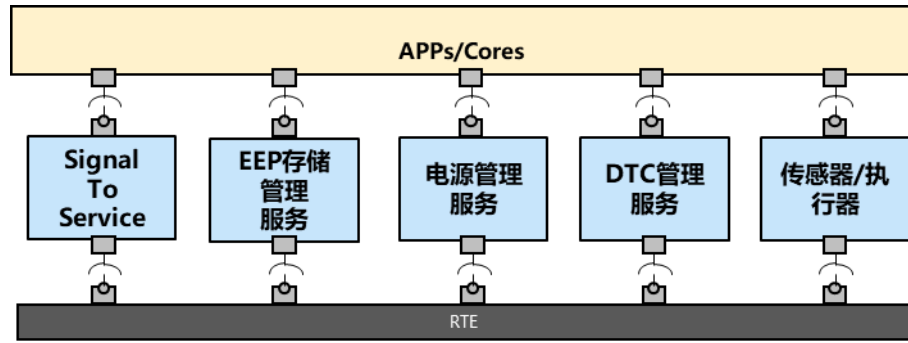 APPs/Cores
Signal
To
Service
EEP存储
管理
服务
电源管理
服务
DTC管理
服务
传感器/执
行器
RTE